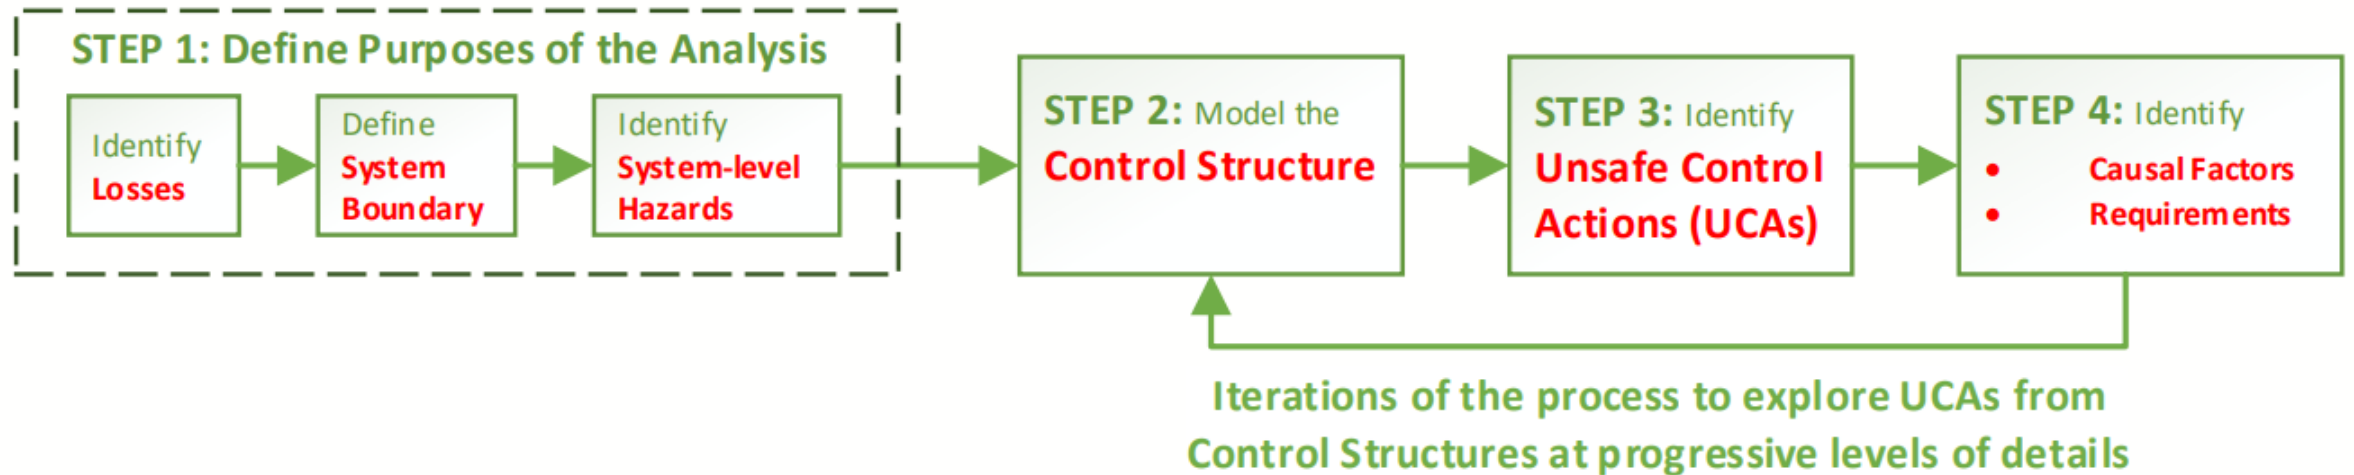 STEP 1: Define Purposes of the Analysis
Identify
Losses
Define
System
Boundary
Identify
System-level
Hazards
STEP 2: Model the
Control Structure
STEP 3: Identify
Unsafe Control
Actions (UCAs)
STEP 4: Identify
• Causal Factors
• Requirements
Iterations of the process to explore UCAs from
Control Structures at progressive levels of details